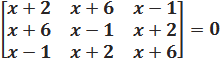 [x + 2 x + 6 x − 1]
[x + 6 x − 1 x + 2] = 0
[x − 1 x + 2 x + 6]